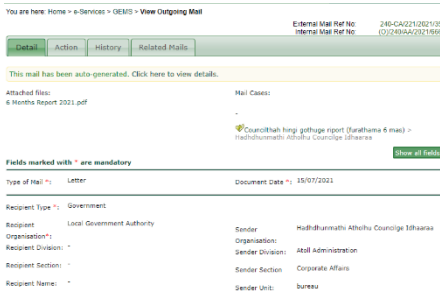 You are here: Home > e-Services > GEMS > View Outgoing Mail
External Mail Ref No: 240-CA/221/2021/35
Internal Mail Ref No: (O)/240/AA/2021/666
Detail Action History Related Mails
This mail has been auto-generated. Click here to view details.
Attached files: Mail Cases:
6 Months Report 2021.pdf
-
Councilthah hingi gothuge riport (furathama 6 mas) >
Hadhdhunmathi Atholhu Councilge Idhaaraa
Show all fields
Fields marked with * are mandatory
Type of Mail *: Letter Document Date *: 15/07/2021
Recipient Type *: Government
Recipient Organisation*: Local Government Authority Sender Organisation: Hadhdhunmathi Atholhu Councilge Idhaaraa
Recipient Division: - Sender Division: Atoll Administration
Recipient Section: - Sender Section Corporate Affairs
Recipient Name: - Sender Unit: bureau